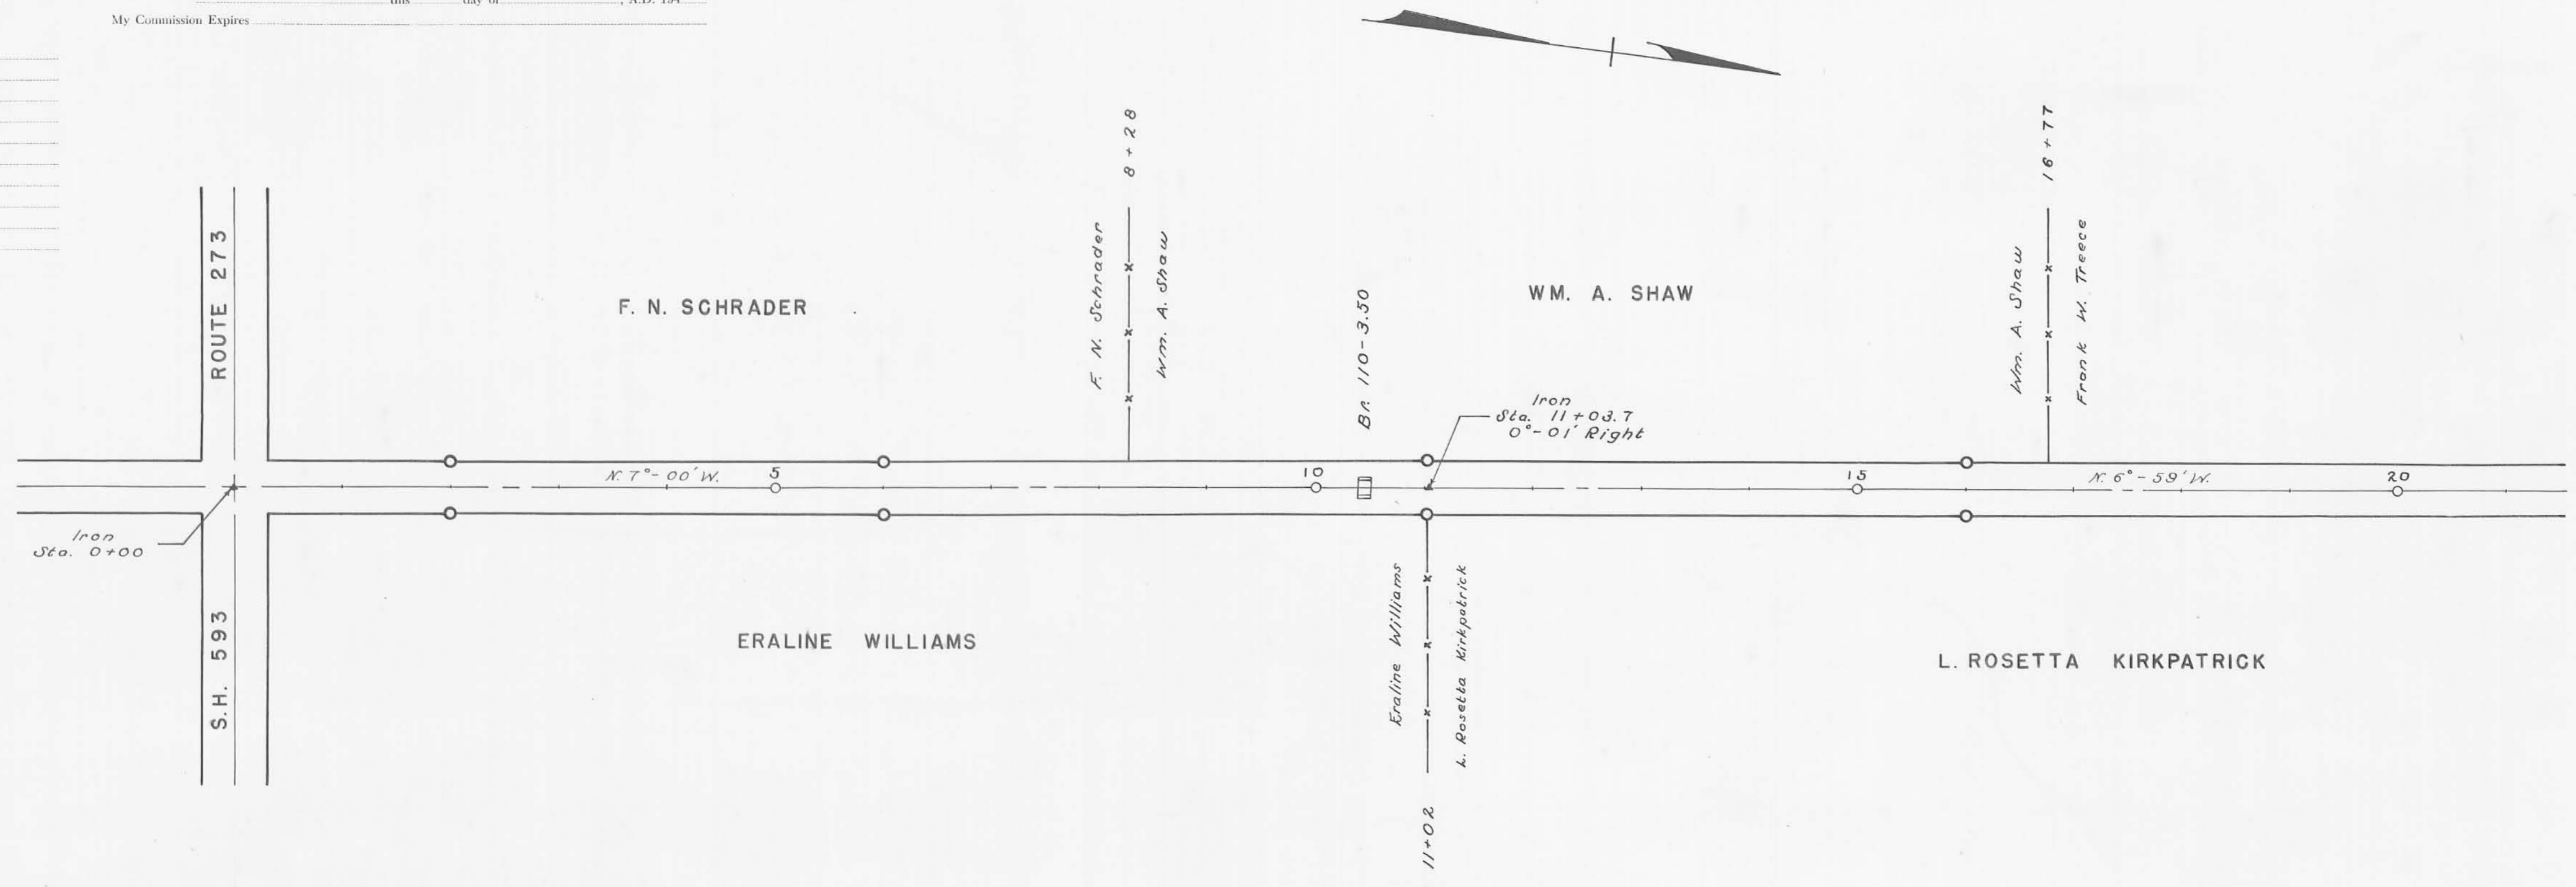 this day of , A.D. 194
My Commission Expires
8 + 28
16 + 77
ROUTE 273
F. N. SCHRADER
F. N. Schrader
Wm. A. Shaw
Br. 110-3.50
WM. A. SHAW
Wm. A. Shaw
Frank W. Treece
Iron
Sta. 11+03.7
0°-01' Right
N. 7°-00' W.
5
10
15
N. 6°-59' W.
20
Iron
Sta. 0+00
S.H. 593
ERALINE WILLIAMS
Eraline Williams
L. Rosetta Kirkpatrick
L. ROSETTA KIRKPATRICK
11+02